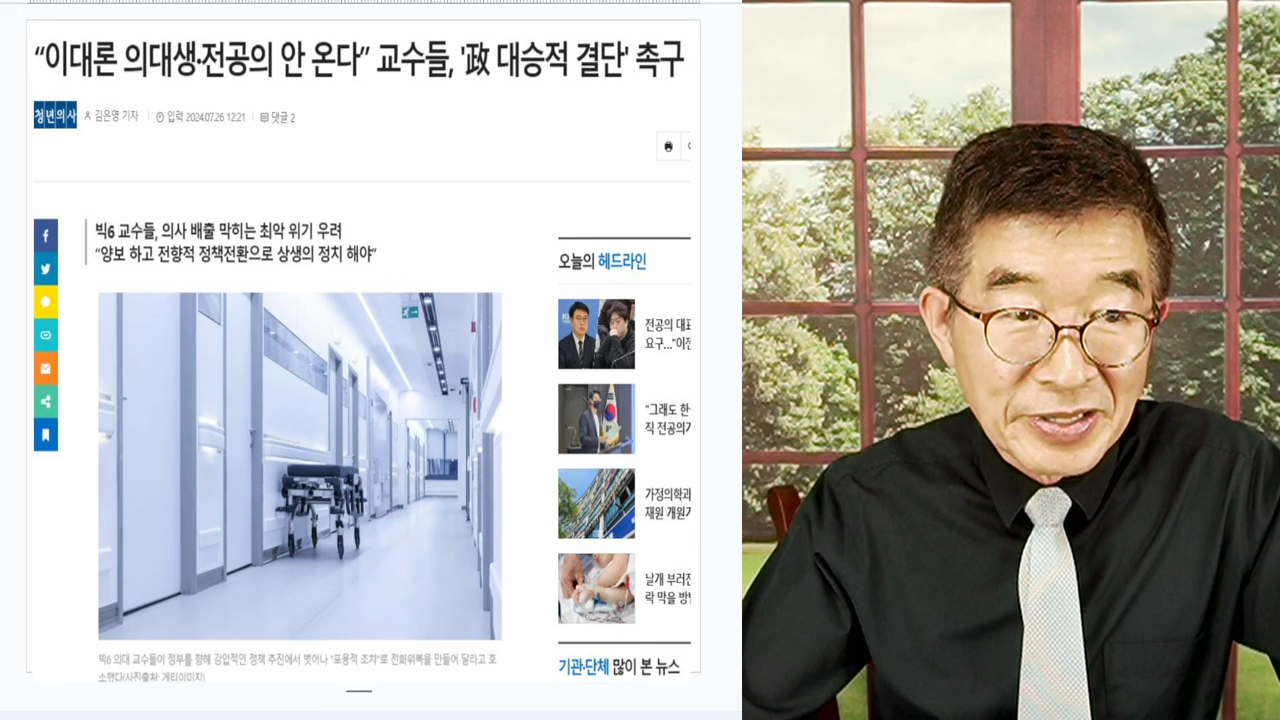 “이대론 의대생·전공의 안 온다” 교수들, '政 대승적 결단' 촉구
청년의사 김은영 기자 입력 2024.07.26 12:21 댓글 2
빅6 교수들, 의사 배출 막히는 최악 위기 우려
“양보 하고 전향적 정책전환으로 상생의 정치 해야”
빅6 의대 교수들이 정부를 향해 강압적인 정책 추진에서 벗어나 "포용적 조치"로 전화위복을 만들어 달라고 호
소했다(사진출처: 게티이미지)
오늘의 헤드라인
전공의 대표
요구…"이정
"그래도 한
직 전공의
가정의학과
재원 개원
날개 부러진
락 막을 방
기관·단체 많이 본 뉴스